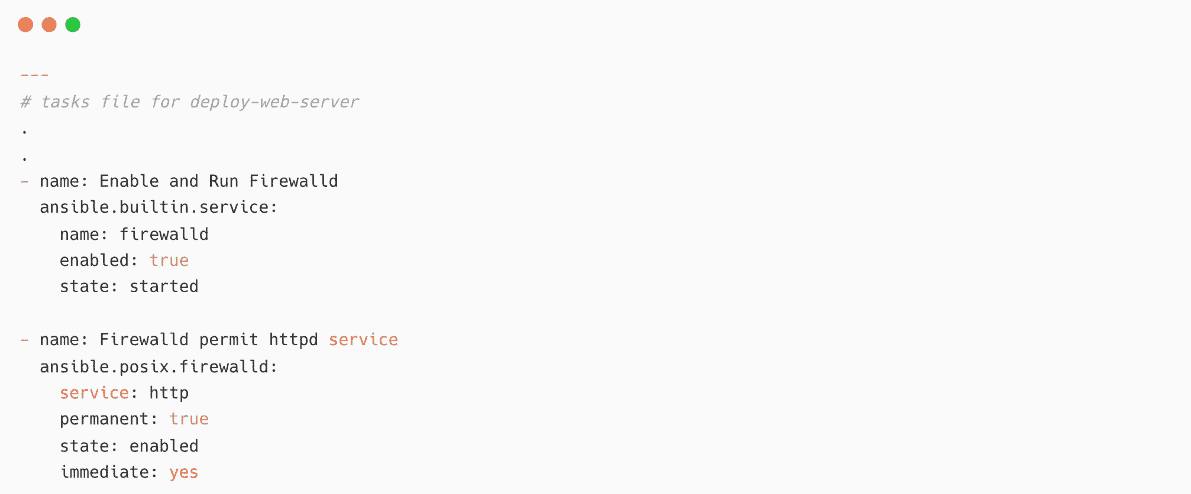 ---
# tasks file for deploy-web-server
.
.
- name: Enable and Run Firewalld
  ansible.builtin.service:
    name: firewalld
    enabled: true
    state: started

- name: Firewalld permit httpd service
  ansible.posix.firewalld:
    service: http
    permanent: true
    state: enabled
    immediate: yes